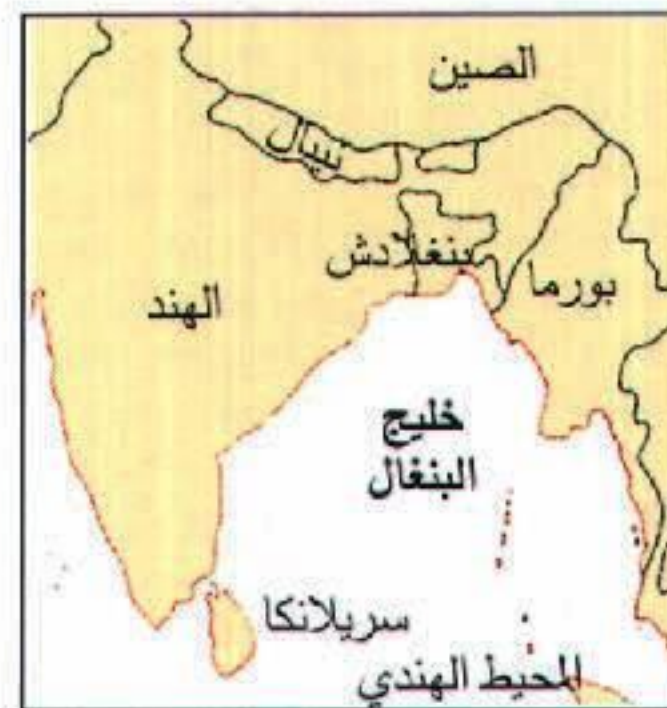 الصين
نيبال
بنغلادش
بورما
الهند
خليج
البنغال
سريلانكا
المحيط الهندي